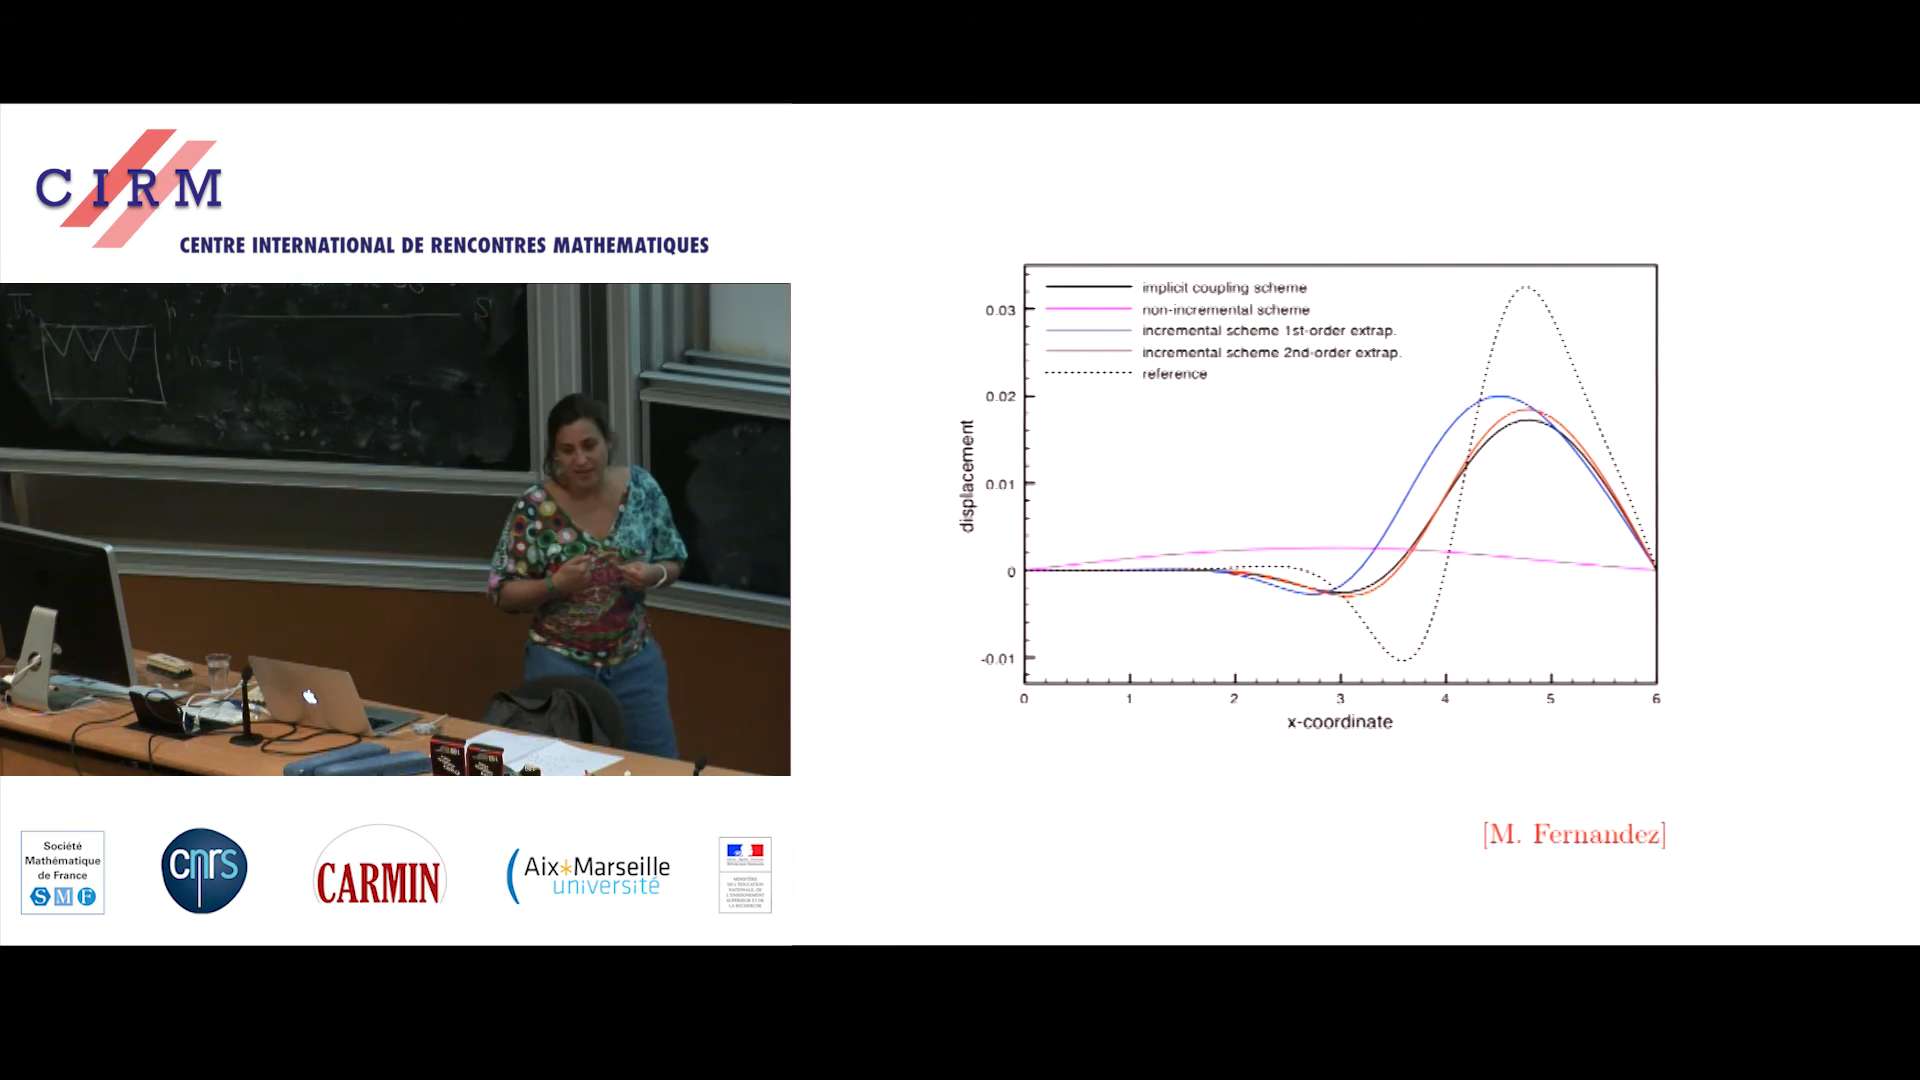 CIRM
CENTRE INTERNATIONAL DE RENCONTRES MATHEMATIQUES
h
S
h = H
implicit coupling scheme
non-incremental scheme
incremental scheme 1st-order extrap.
incremental scheme 2nd-order extrap.
reference
0.03
0.02
0.01
0
-0.01
displacement
0 1 2 3 4 5 6
x-coordinate
[M. Fernandez]
Société
Mathématique
de France
S M F
cnrs
CARMIN
Aix*Marseille
université